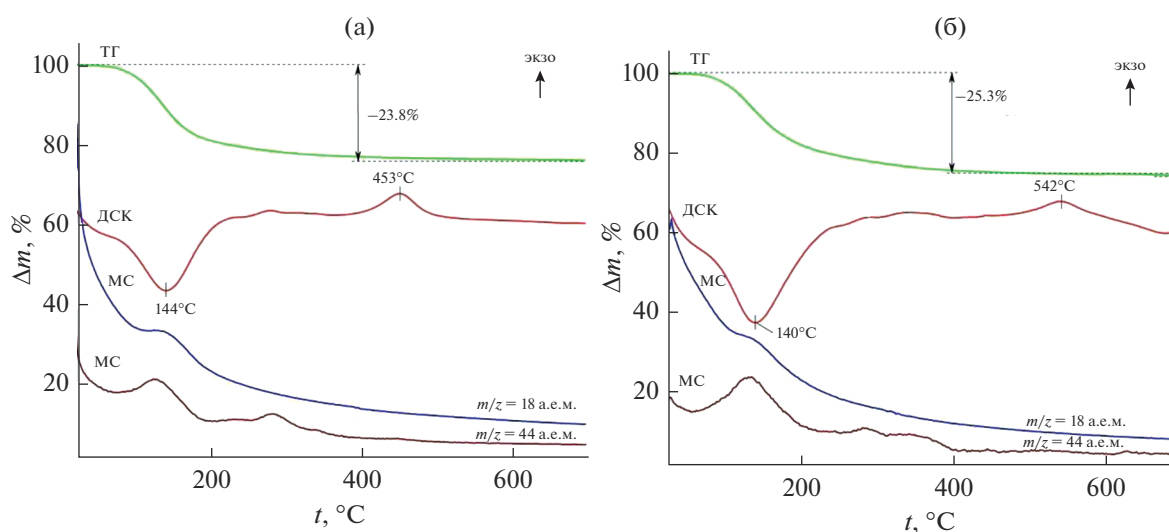 (а)
ТГ
100
экзо
−23.8%
80
453°C
ДСК
60
Δm, %
МС
40
144°C
МС
20
m/z = 18 а.е.м.
m/z = 44 а.е.м.
200
400
600
t, °C
(б)
ТГ
100
экзо
−25.3%
80
542°C
ДСК
60
Δm, %
МС
40
140°C
МС
20
m/z = 18 а.е.м.
m/z = 44 а.е.м.
200
400
600
t, °C